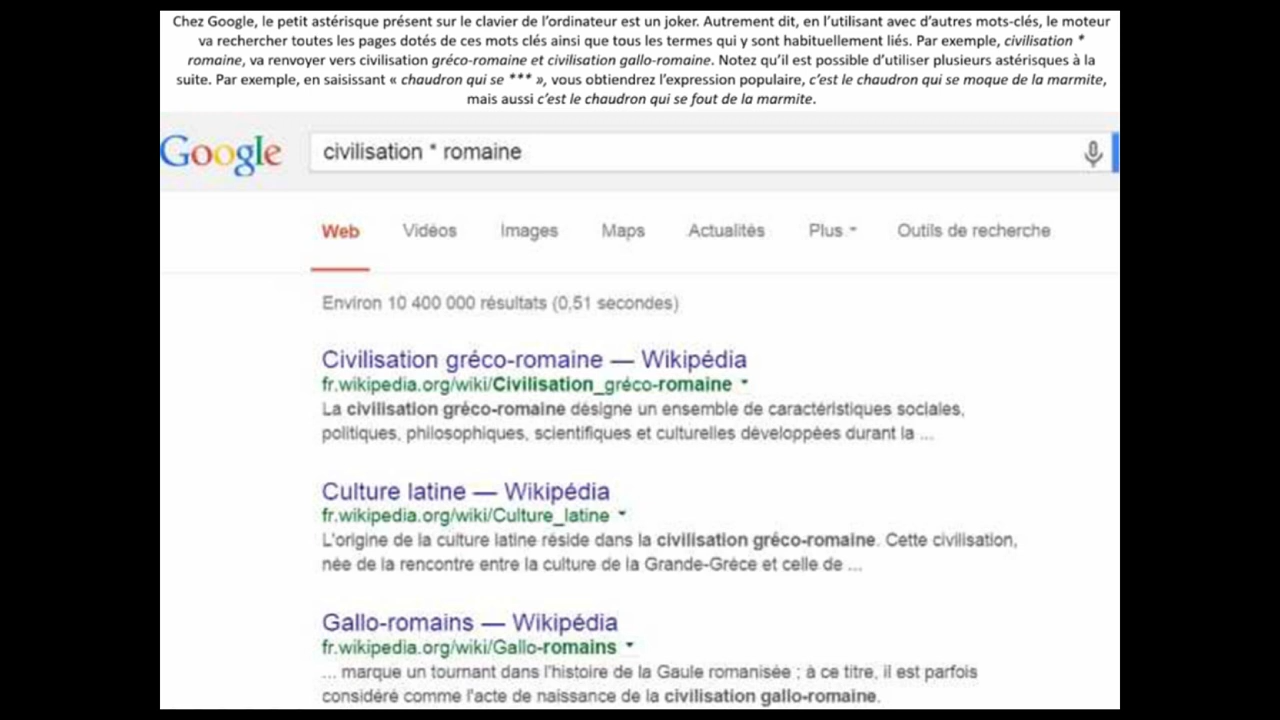 Chez Google, le petit astérisque présent sur le clavier de l'ordinateur est un joker. Autrement dit, en l'utilisant avec d'autres mots-clés, le moteur
va rechercher toutes les pages dotés de ces mots clés ainsi que tous les termes qui y sont habituellement liés. Par exemple, civilisation *
romaine, va renvoyer vers civilisation gréco-romaine et civilisation gallo-romaine. Notez qu'il est possible d'utiliser plusieurs astérisques à la
suite. Par exemple, en saisissant « chaudron qui se *** », vous obtiendrez l'expression populaire, c'est le chaudron qui se moque de la marmite,
mais aussi c'est le chaudron qui se fout de la marmite.
Google civilisation * romaine
Web Vidéos Images Maps Actualités Plus Outils de recherche
Environ 10 400 000 résultats (0,51 secondes)
Civilisation gréco-romaine — Wikipédia
fr.wikipedia.org/wiki/Civilisation_gréco-romaine
La civilisation gréco-romaine désigne un ensemble de caractéristiques sociales,
politiques, philosophiques, scientifiques et culturelles développées durant la ...
Culture latine — Wikipédia
fr.wikipedia.org/wiki/Culture_latine
L'origine de la culture latine réside dans la civilisation gréco-romaine. Cette civilisation,
née de la rencontre entre la culture de la Grande-Grèce et celle de ...
Gallo-romains — Wikipédia
fr.wikipedia.org/wiki/Gallo-romains
... marque un tournant dans l'histoire de la Gaule romanisée ; à ce titre, il est parfois
considéré comme l'acte de naissance de la civilisation gallo-romaine.